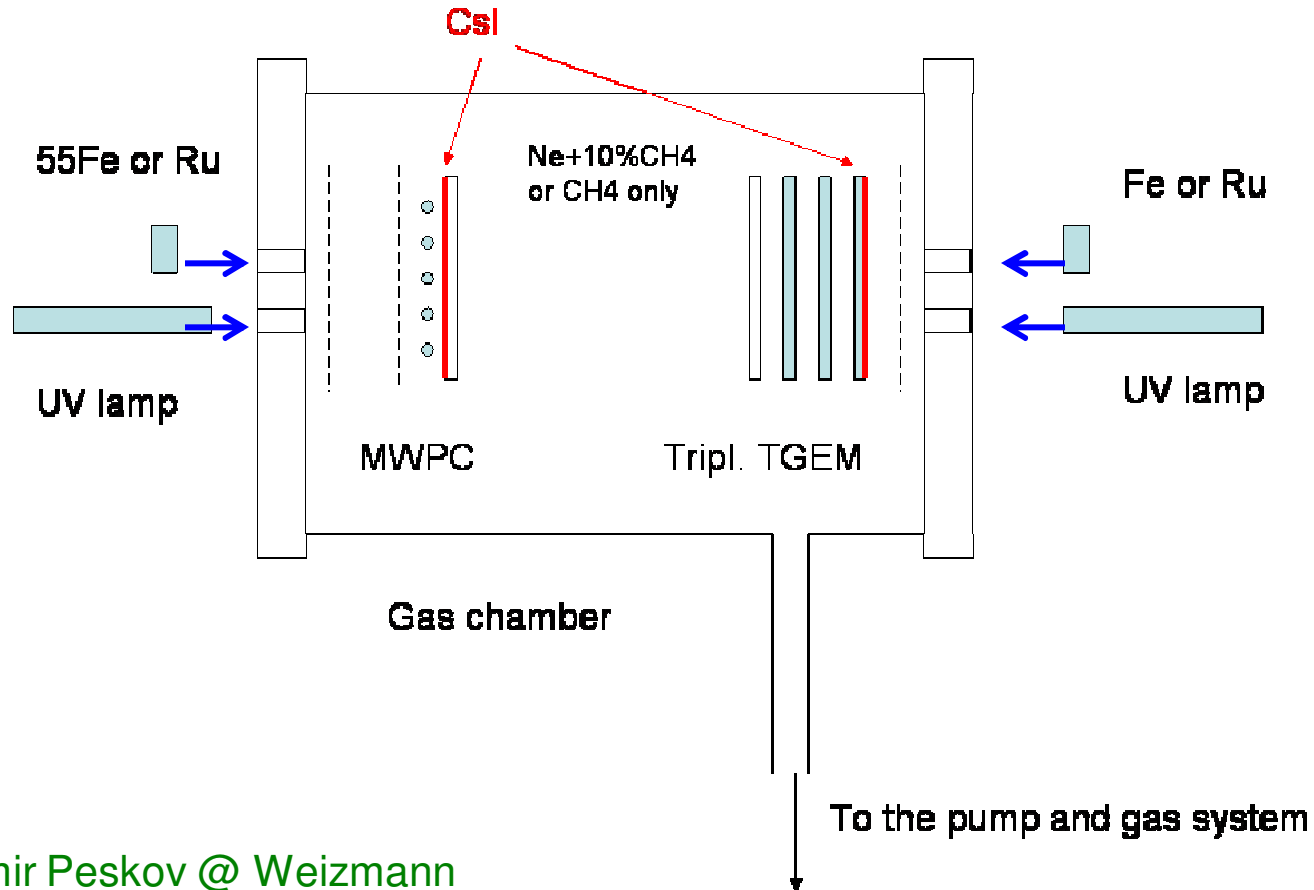 CsI
55Fe or Ru
Ne+10%CH4
or CH4 only
Fe or Ru
UV lamp
UV lamp
MWPC
Tripl. TGEM
Gas chamber
To the pump and gas system
mir Peskov @ Weizmann